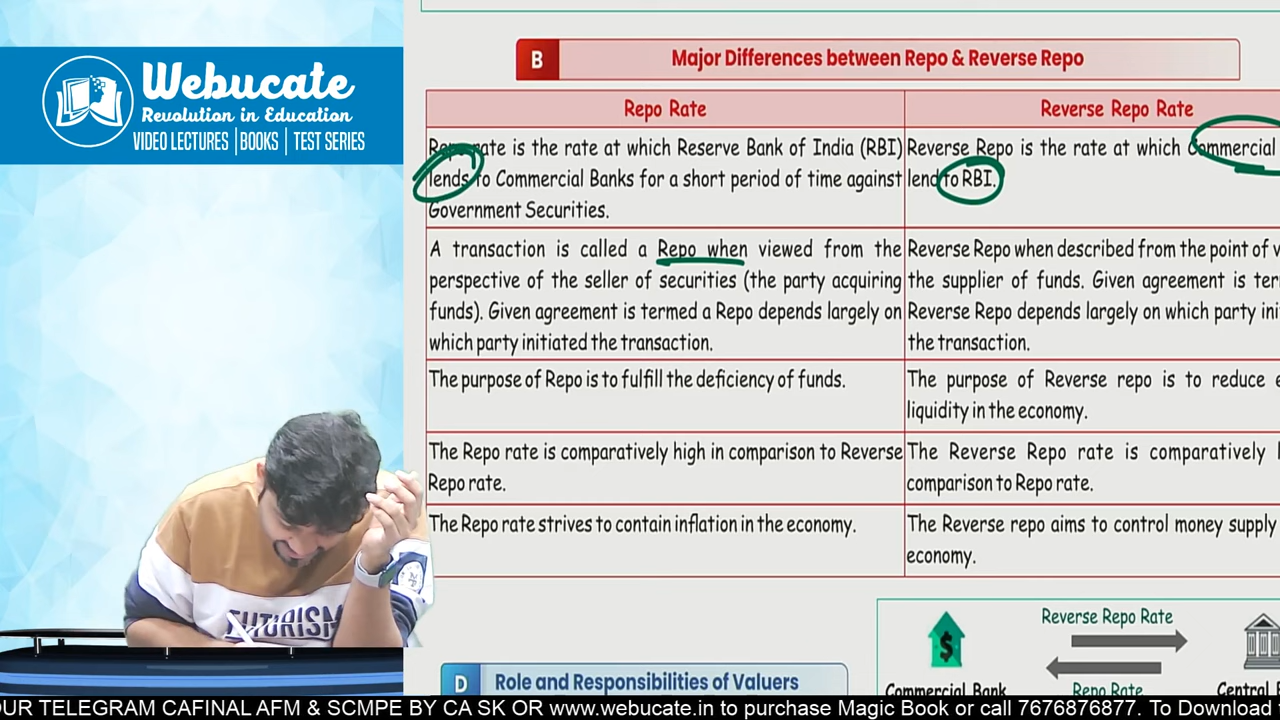 Webucate
Revolution in Education
VIDEO LECTURES | BOOKS | TEST SERIES
B
Major Differences between Repo & Reverse Repo
Repo Rate
Reverse Repo Rate
Repo rate is the rate at which Reserve Bank of India (RBI)
lends to Commercial Banks for a short period of time against
Government Securities.
Reverse Repo is the rate at which Commercial
lend to RBI.
A transaction is called a Repo when viewed from the
perspective of the seller of securities (the party acquiring
funds). Given agreement is termed a Repo depends largely on
which party initiated the transaction.
Reverse Repo when described from the point of v
the supplier of funds. Given agreement is ter
Reverse Repo depends largely on which party ini
the transaction.
The purpose of Repo is to fulfill the deficiency of funds.
The purpose of Reverse repo is to reduce e
liquidity in the economy.
The Repo rate is comparatively high in comparison to Reverse
Repo rate.
The Reverse Repo rate is comparatively
comparison to Repo rate.
The Repo rate strives to contain inflation in the economy.
The Reverse repo aims to control money supply
economy.
Reverse Repo Rate
$
Commercial Bank
Repo Rate
Central
D
Role and Responsibilities of Valuers
FUTURISM
OUR TELEGRAM CAFINAL AFM & SCMPE BY CA SK OR www.webucate.in to purchase Magic Book or call 7676876877. To Download